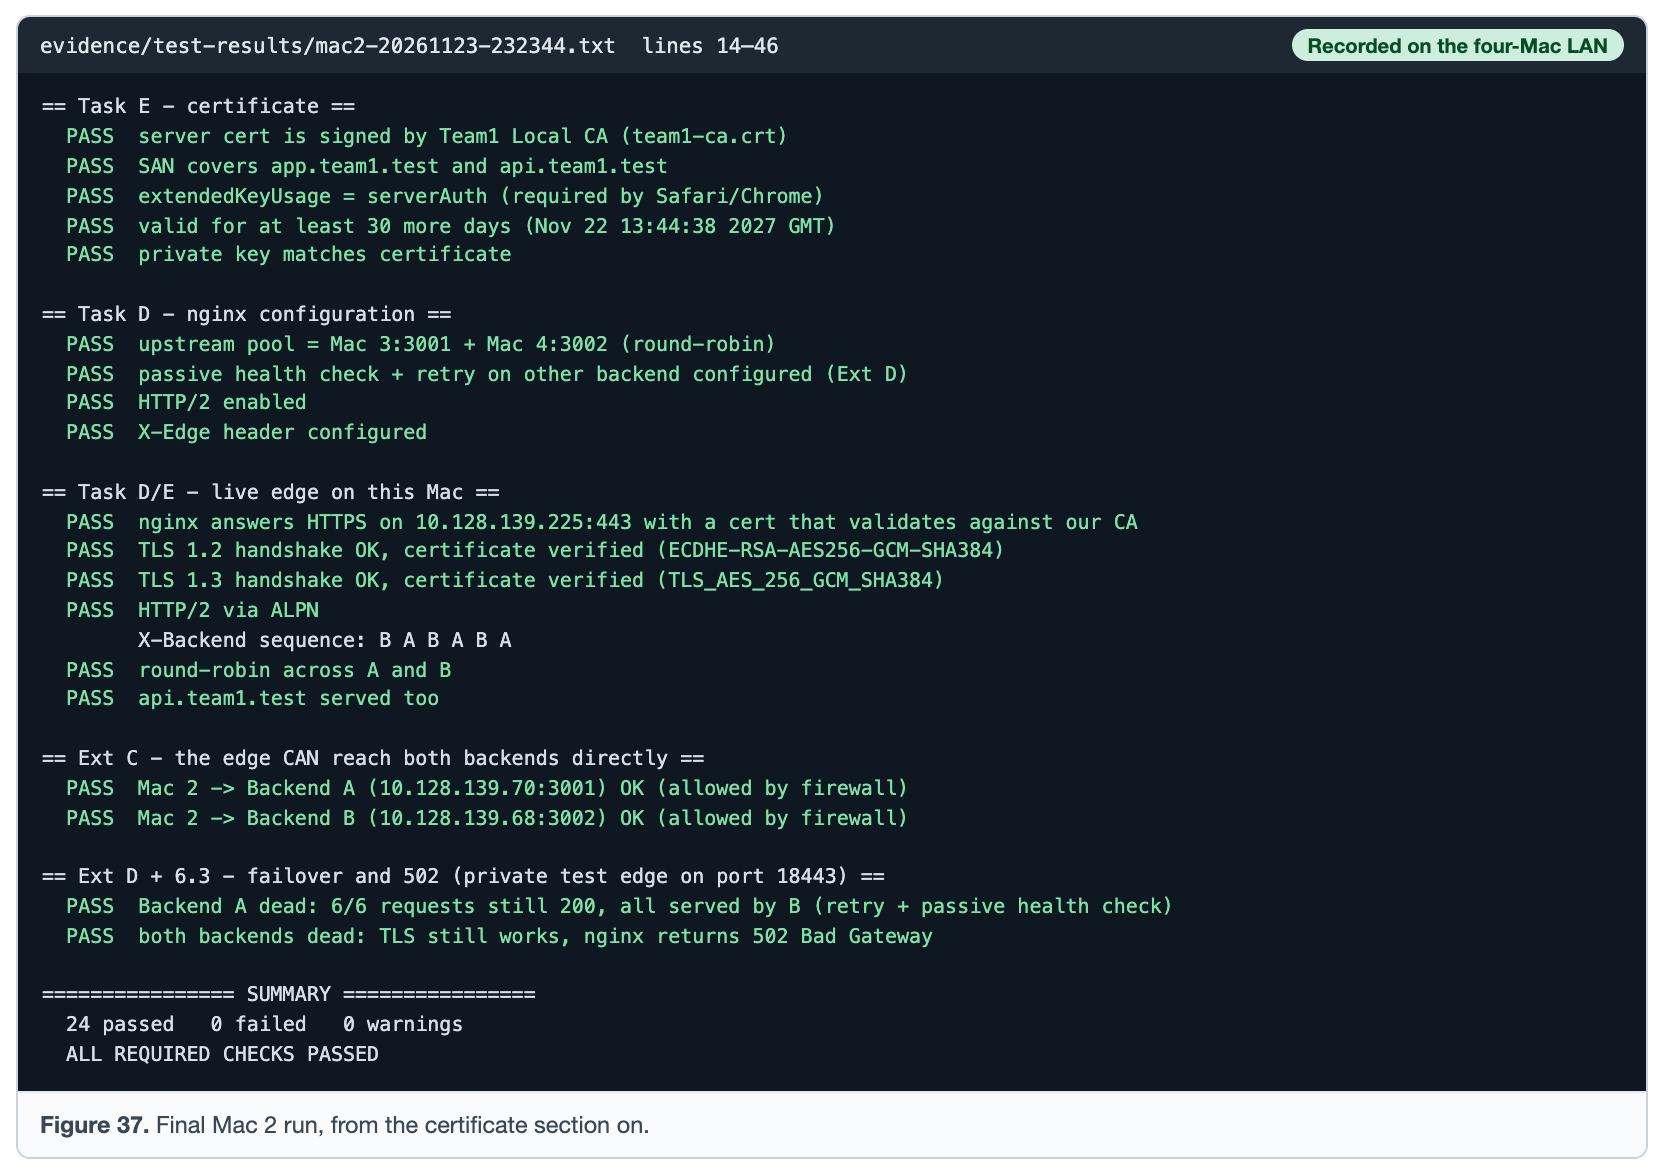 evidence/test-results/mac2-20261123-232344.txt  lines 14–46
Recorded on the four-Mac LAN
== Task E - certificate ==
PASS  server cert is signed by Team1 Local CA (team1-ca.crt)
PASS  SAN covers app.team1.test and api.team1.test
PASS  extendedKeyUsage = serverAuth (required by Safari/Chrome)
PASS  valid for at least 30 more days (Nov 22 13:44:38 2027 GMT)
PASS  private key matches certificate
== Task D - nginx configuration ==
PASS  upstream pool = Mac 3:3001 + Mac 4:3002 (round-robin)
PASS  passive health check + retry on other backend configured (Ext D)
PASS  HTTP/2 enabled
PASS  X-Edge header configured
== Task D/E - live edge on this Mac ==
PASS  nginx answers HTTPS on 10.128.139.225:443 with a cert that validates against our CA
PASS  TLS 1.2 handshake OK, certificate verified (ECDHE-RSA-AES256-GCM-SHA384)
PASS  TLS 1.3 handshake OK, certificate verified (TLS_AES_256_GCM_SHA384)
PASS  HTTP/2 via ALPN
X-Backend sequence: B A B A B A
PASS  round-robin across A and B
PASS  api.team1.test served too
== Ext C - the edge CAN reach both backends directly ==
PASS  Mac 2 -> Backend A (10.128.139.70:3001) OK (allowed by firewall)
PASS  Mac 2 -> Backend B (10.128.139.68:3002) OK (allowed by firewall)
== Ext D + 6.3 - failover and 502 (private test edge on port 18443) ==
PASS  Backend A dead: 6/6 requests still 200, all served by B (retry + passive health check)
PASS  both backends dead: TLS still works, nginx returns 502 Bad Gateway
================ SUMMARY ================
24 passed   0 failed   0 warnings
ALL REQUIRED CHECKS PASSED
Figure 37. Final Mac 2 run, from the certificate section on.